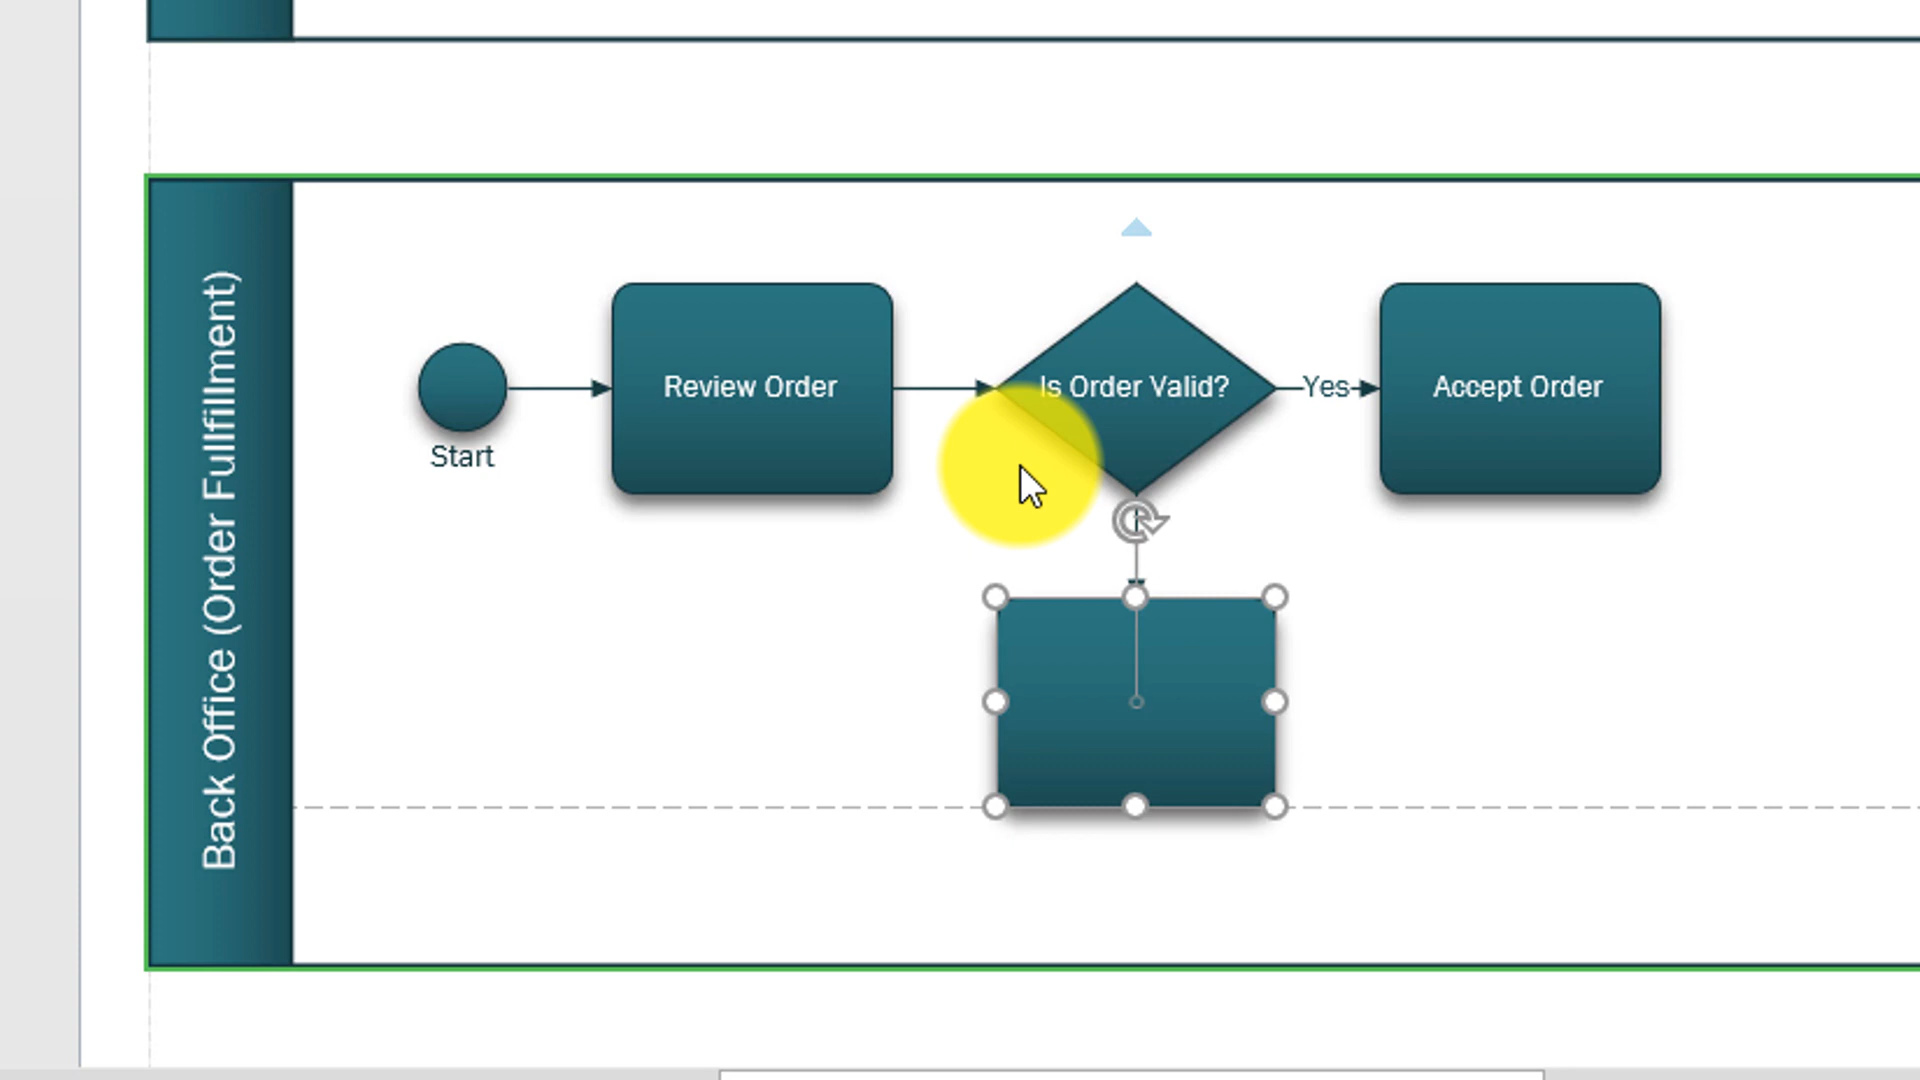 Back Office (Order Fullfillment)
Start
Review Order
Is Order Valid?
Yes
Accept Order